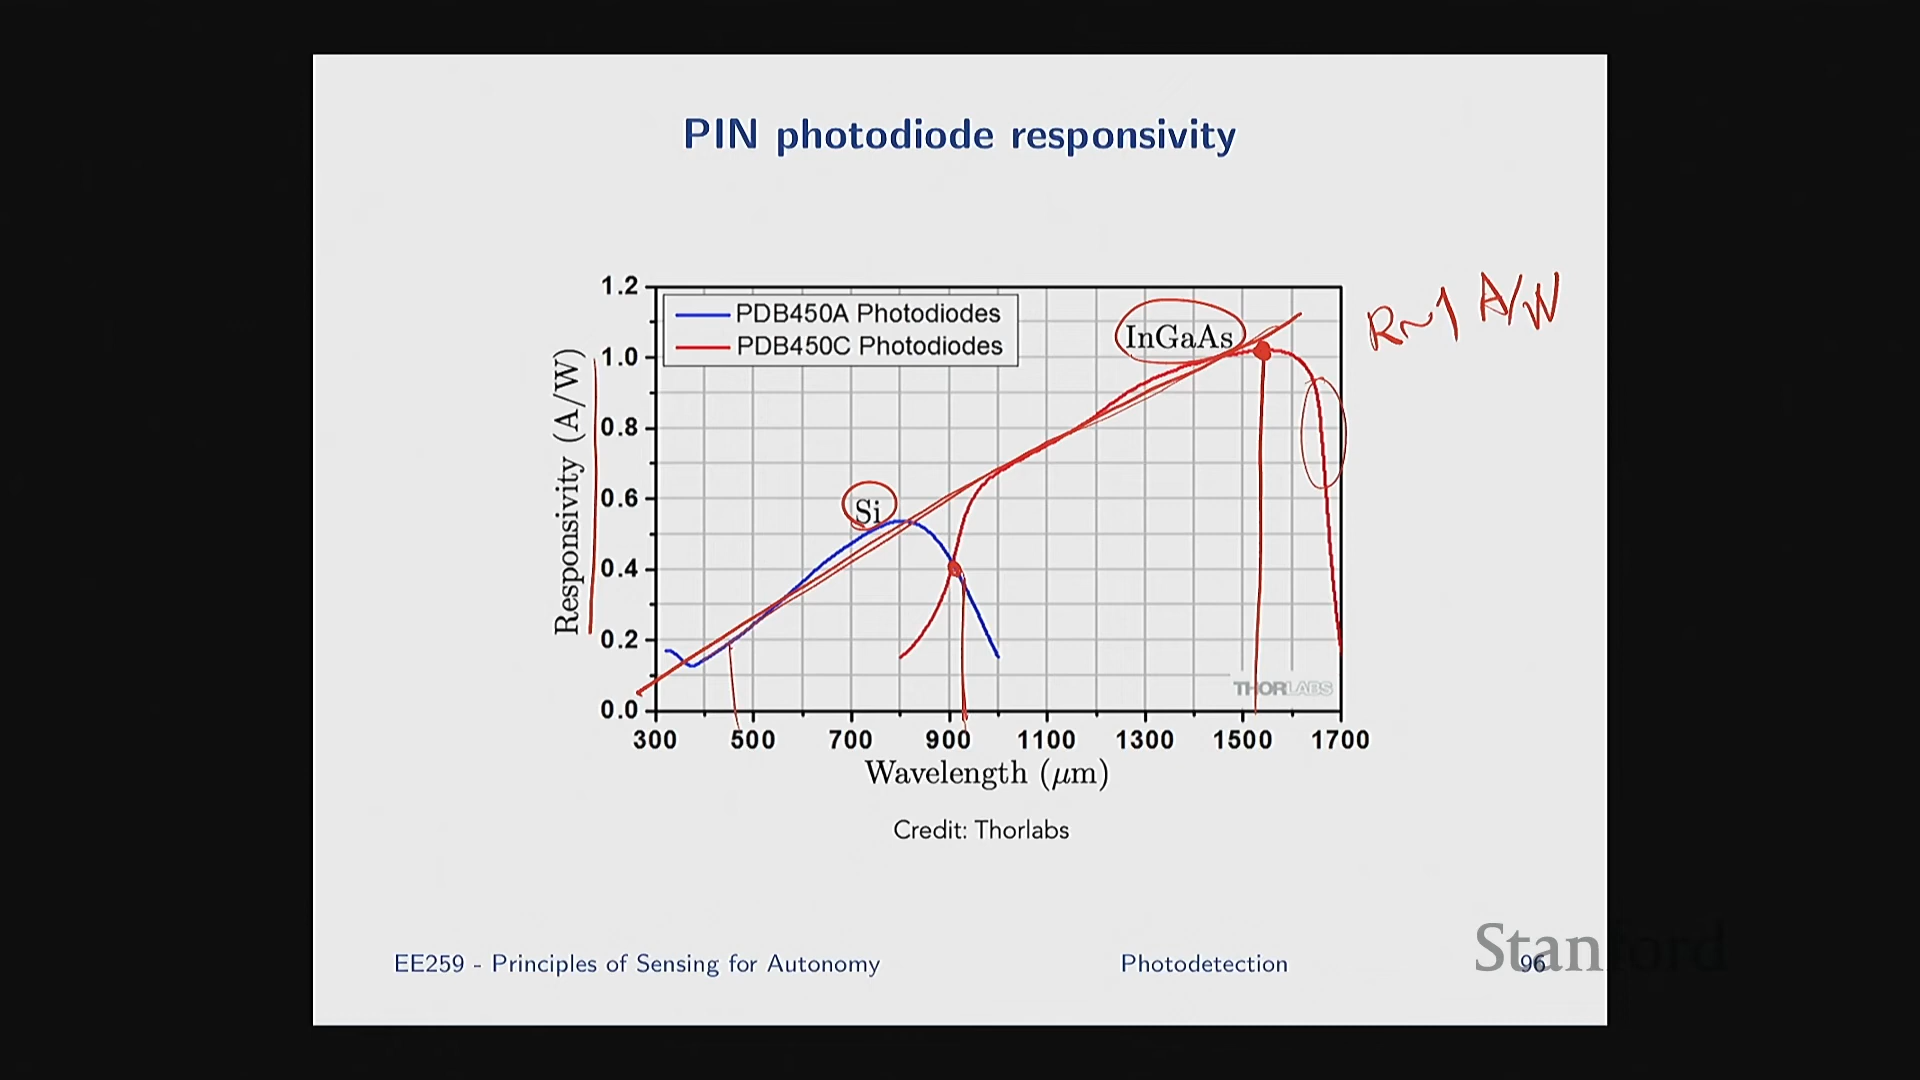 PIN photodiode responsivity
1.2
1.0
0.8
0.6
0.4
0.2
0.0
Responsivity (A/W)
PDB450A Photodiodes
PDB450C Photodiodes
InGaAs
R~1 A/W
Si
THORLABS
300 500 700 900 1100 1300 1500 1700
Wavelength (μm)
Credit: Thorlabs
EE259 - Principles of Sensing for Autonomy
Photodetection
96
Stanford